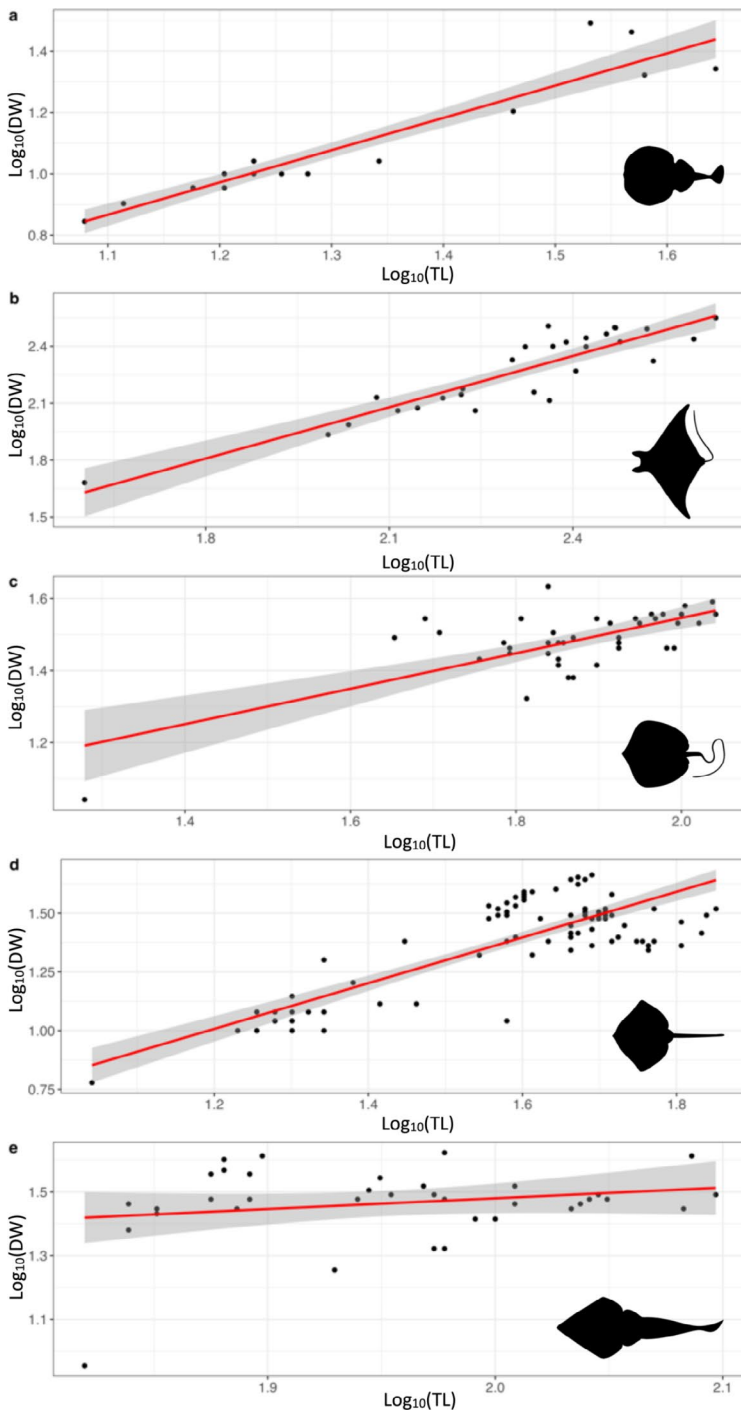 a
1.4
1.2
1.0
0.8
Log₁₀(DW)
1.1 1.2 1.3 1.4 1.5 1.6
Log₁₀(TL)
b
2.4
2.1
1.8
1.5
Log₁₀(DW)
1.8 2.1 2.4
Log₁₀(TL)
c
1.6
1.4
1.2
Log₁₀(DW)
1.4 1.6 1.8 2.0
Log₁₀(TL)
d
1.50
1.25
1.00
0.75
Log₁₀(DW)
1.2 1.4 1.6 1.8
Log₁₀(TL)
e
1.5
1.3
1.1
Log₁₀(DW)
1.9 2.0 2.1
Log₁₀(TL)